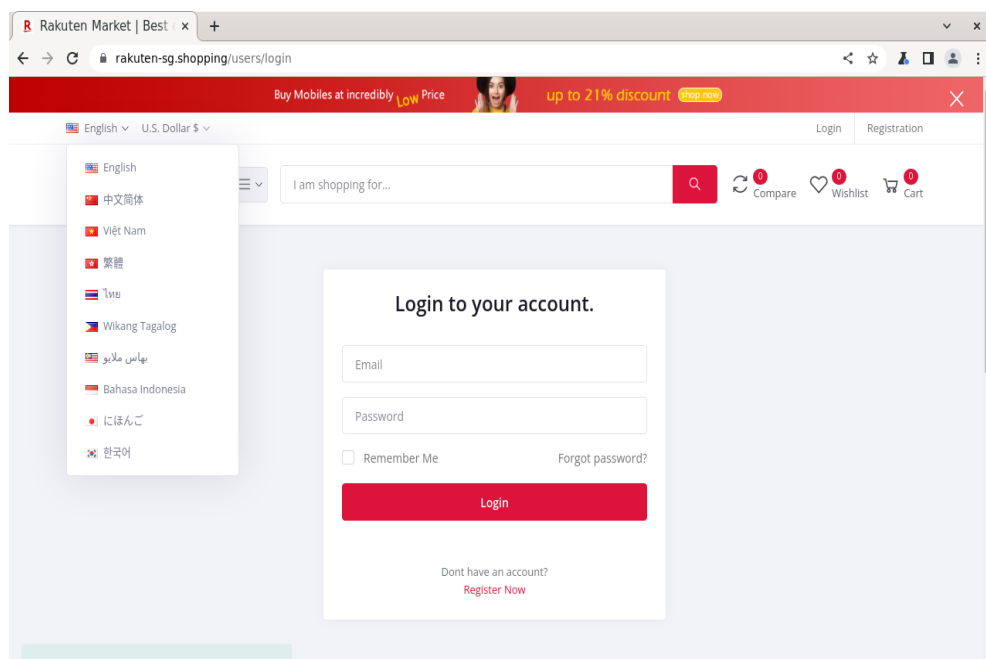 R Rakuten Market | Best
rakuten-sg.shopping/users/login
Buy Mobiles at incredibly Low Price up to 21% discount shop now
English U.S. Dollar $ Login Registration
English
中文简体
Việt Nam
繁體
ไทย
Wikang Tagalog
بهاس ملايو
Bahasa Indonesia
にほんご
한국어
I am shopping for...
0 Compare
0 Wishlist
0 Cart
Login to your account.
Email
Password
Remember Me Forgot password?
Login
Dont have an account?
Register Now